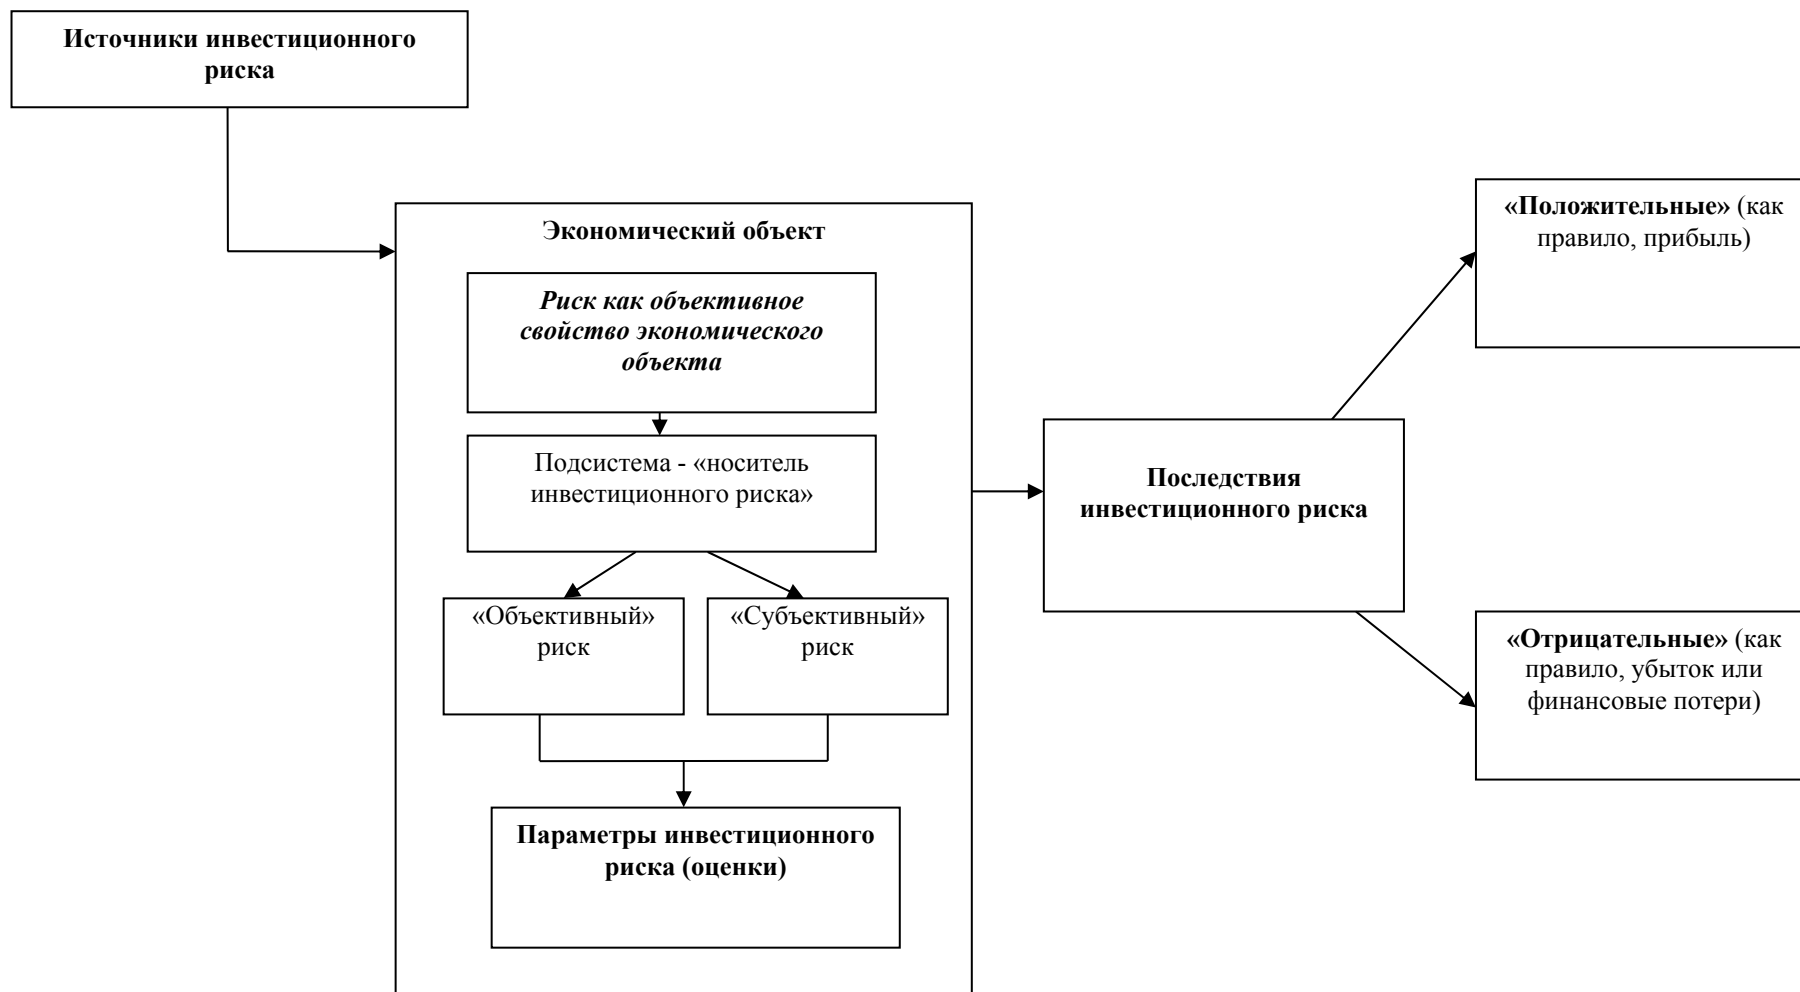 Источники инвестиционного
риска
Экономический объект
Риск как объективное
свойство экономического
объекта
Подсистема - «носитель
инвестиционного риска»
«Объективный»
риск
«Субъективный»
риск
Параметры инвестиционного
риска (оценки)
Последствия
инвестиционного риска
«Положительные» (как
правило, прибыль)
«Отрицательные» (как
правило, убыток или
финансовые потери)